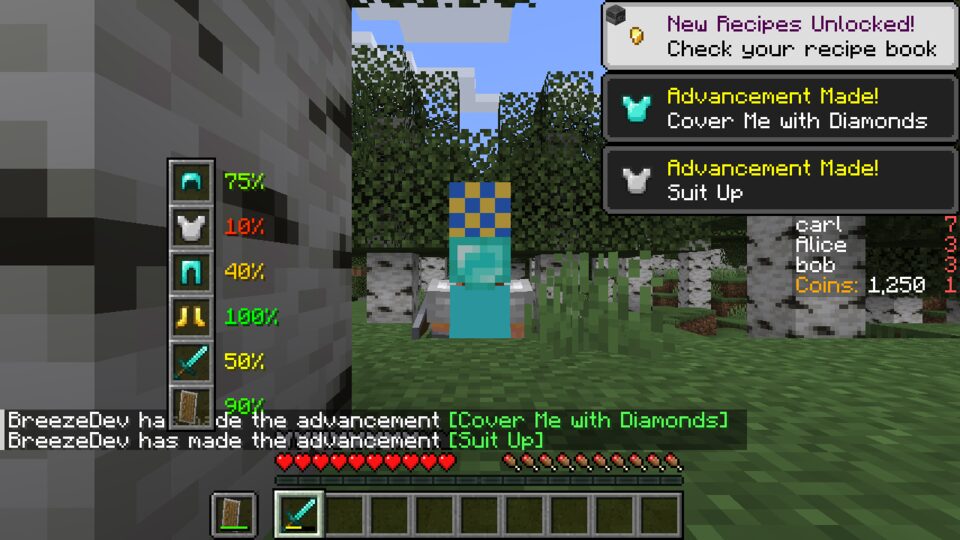 New Recipes Unlocked!
Check your recipe book
Advancement Made!
Cover Me with Diamonds
Advancement Made!
Suit Up
carl 7
Alice 3
bob 3
Coins: 1,250 1
75%
10%
40%
100%
50%
90%
BreezeDev ha de the advancement [Cover Me with Diamonds]
BreezeDev has made the advancement [Suit Up]